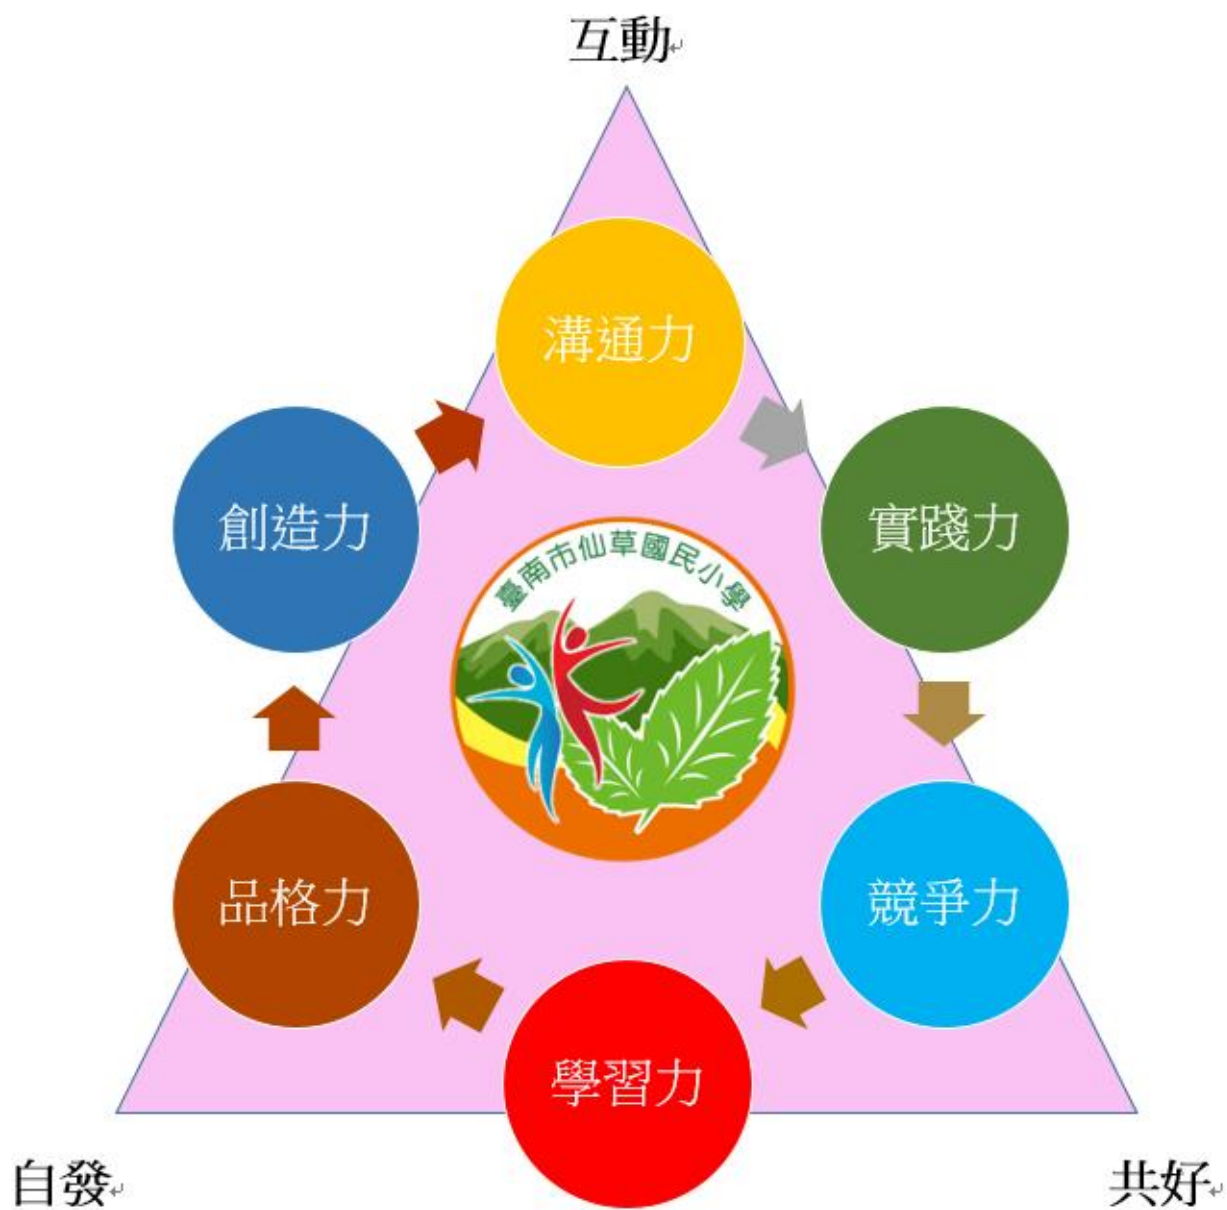 互動
溝通力
創造力
實踐力
臺南市仙草國民小學
品格力
競爭力
學習力
自發
共好